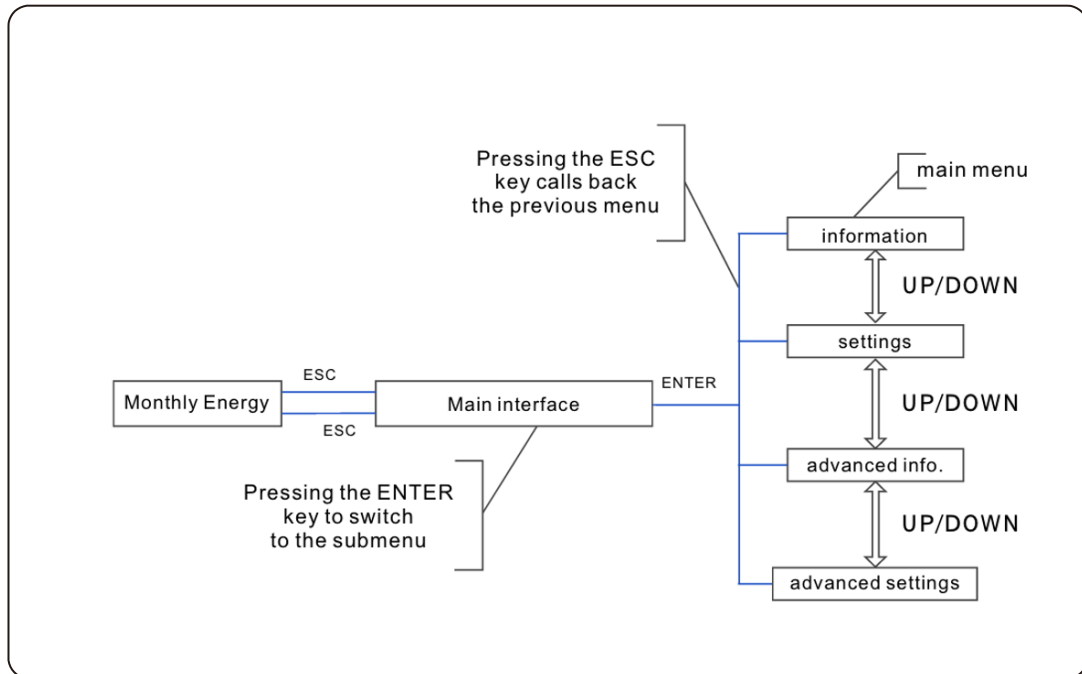 Pressing the ESC
key calls back
the previous menu
main menu
information
UP/DOWN
settings
ESC
ENTER
Monthly Energy
Main interface
UP/DOWN
ESC
advanced info.
Pressing the ENTER
key to switch
to the submenu
UP/DOWN
advanced settings